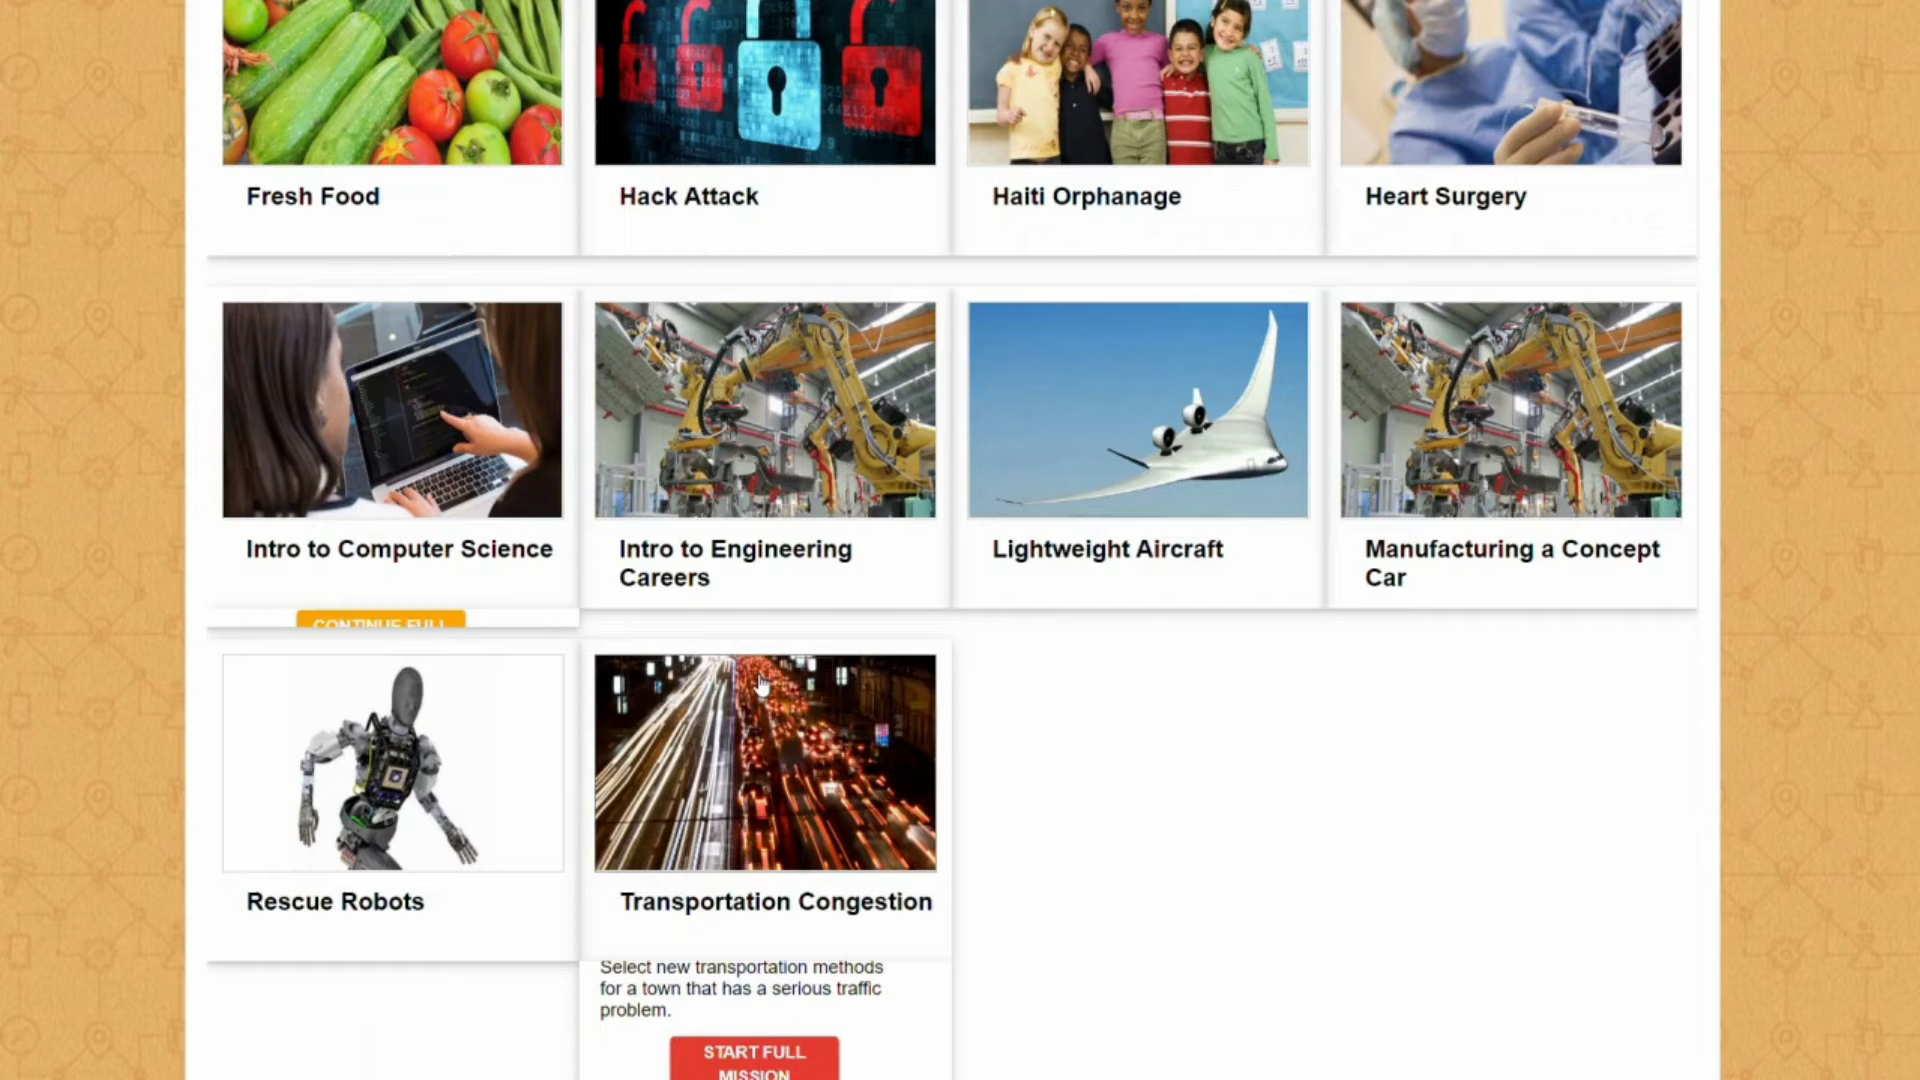 Fresh Food
Hack Attack
Haiti Orphanage
Heart Surgery
Intro to Computer Science
Intro to Engineering
Careers
Lightweight Aircraft
Manufacturing a Concept
Car
CONTINUE FULL
Rescue Robots
Transportation Congestion
Select new transportation methods
for a town that has a serious traffic
problem.
START FULL
MISSION